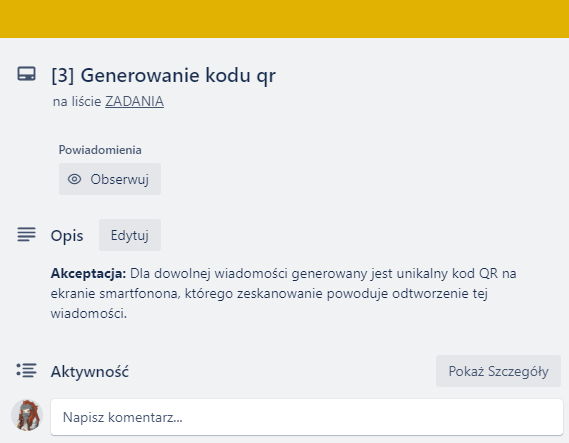 [3] Generowanie kodu qr
na liście ZADANIA
Powiadomienia
Obserwuj
Opis
Edytuj
Akceptacja: Dla dowolnej wiadomości generowany jest unikalny kod QR na
ekranie smartfonona, którego zeskanowanie powoduje odtworzenie tej
wiadomości.
Aktywność
Pokaż Szczegóły
Napisz komentarz...